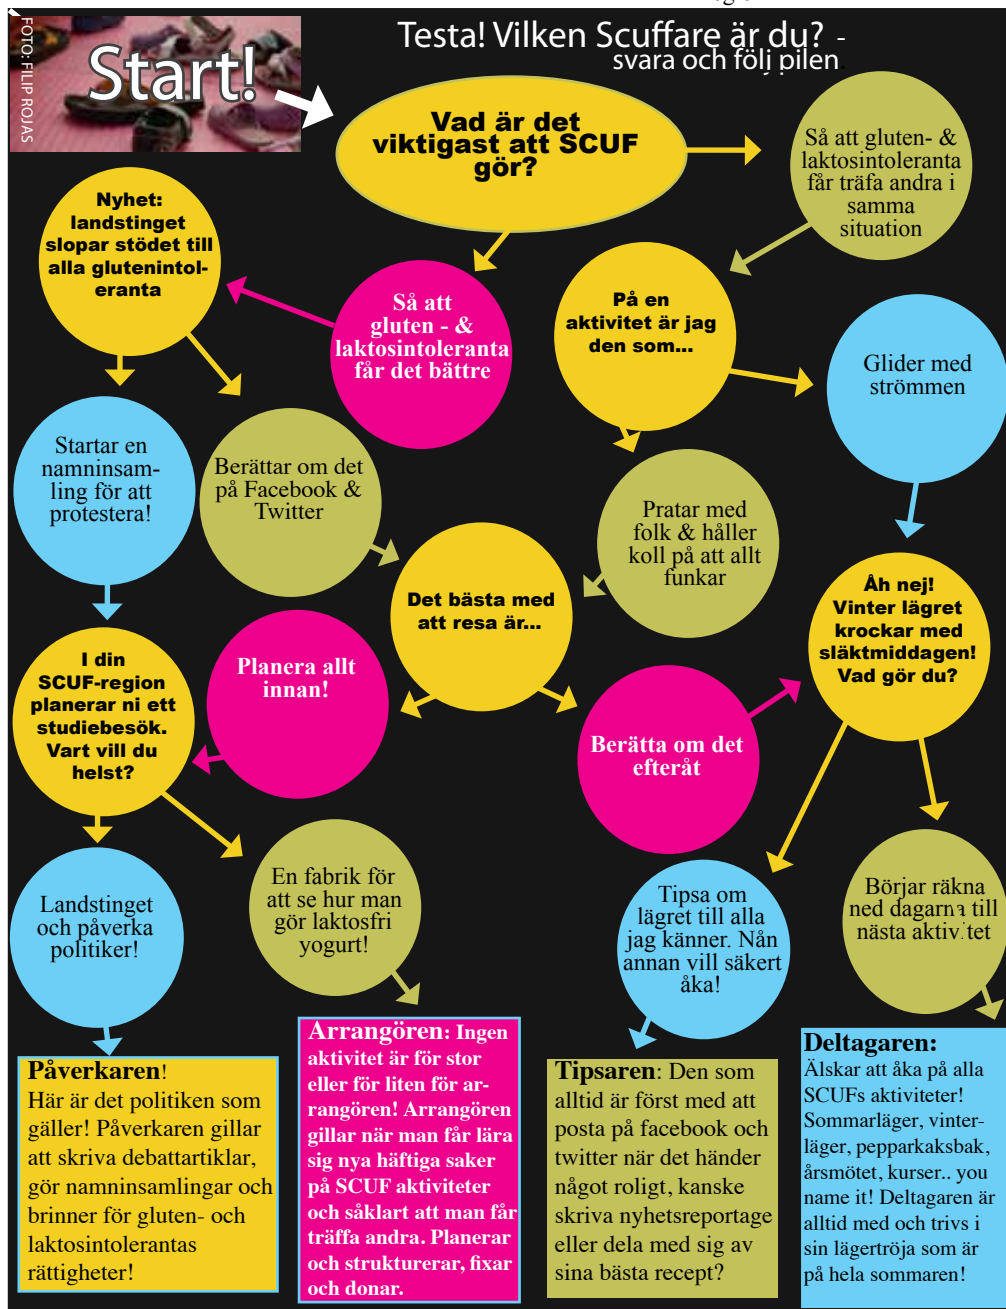 FOTO: FILIP ROJAS
Start!
Testa! Vilken Scuffare är du? -
svara och följ pilen.
Vad är det
viktigast att SCUF
gör?
Så att gluten- &
laktosintoleranta
får träfa andra i
samma
situation
Nyhet:
landstinget
slopar stödet till
alla glutenintol-
eranta
Så att
gluten - &
laktosintoleranta
får det bättre
På en
aktivitet är jag
den som...
Glider med
strömmen
Startar en
namninsam-
ling för att
protestera!
Berättar om det
på Facebook &
Twitter
Pratar med
folk & håller
koll på att allt
funkar
Det bästa med
att resa är...
Åh nej!
Vinter lägret
krockar med
släktmiddagen!
Vad gör du?
I din
SCUF-region
planerar ni ett
studiebesök.
Vart vill du
helst?
Planera allt
innan!
Berätta om det
efteråt
Landstinget
och påverka
politiker!
En fabrik för
att se hur man
gör laktosfri
yogurt!
Tipsa om
lägret till alla
jag känner. Nån
annan vill säkert
åka!
Börjar räkna
ned dagarna till
nästa aktivitet
Påverkaren!
Här är det politiken som
gäller! Påverkaren gillar
att skriva debattartiklar,
gör namninsamlingar och
brinner för gluten- och
laktosintolerantas
rättigheter!
Arrangören: Ingen
aktivitet är för stor
eller för liten för ar-
rangören! Arrangören
gillar när man får lära
sig nya häftiga saker
på SCUF aktiviteter
och såklart att man får
träffa andra. Planerar
och strukturerar, fixar
och donar.
Tipsaren: Den som
alltid är först med att
posta på facebook och
twitter när det händer
något roligt, kanske
skriva nyhetsreportage
eller dela med sig av
sina bästa recept?
Deltagaren:
Älskar att åka på alla
SCUFs aktiviteter!
Sommarläger, vinter-
läger, pepparkaksbak,
årsmötet, kurser.. you
name it! Deltagaren är
alltid med och trivs i
sin lägertröja som är
på hela sommaren!